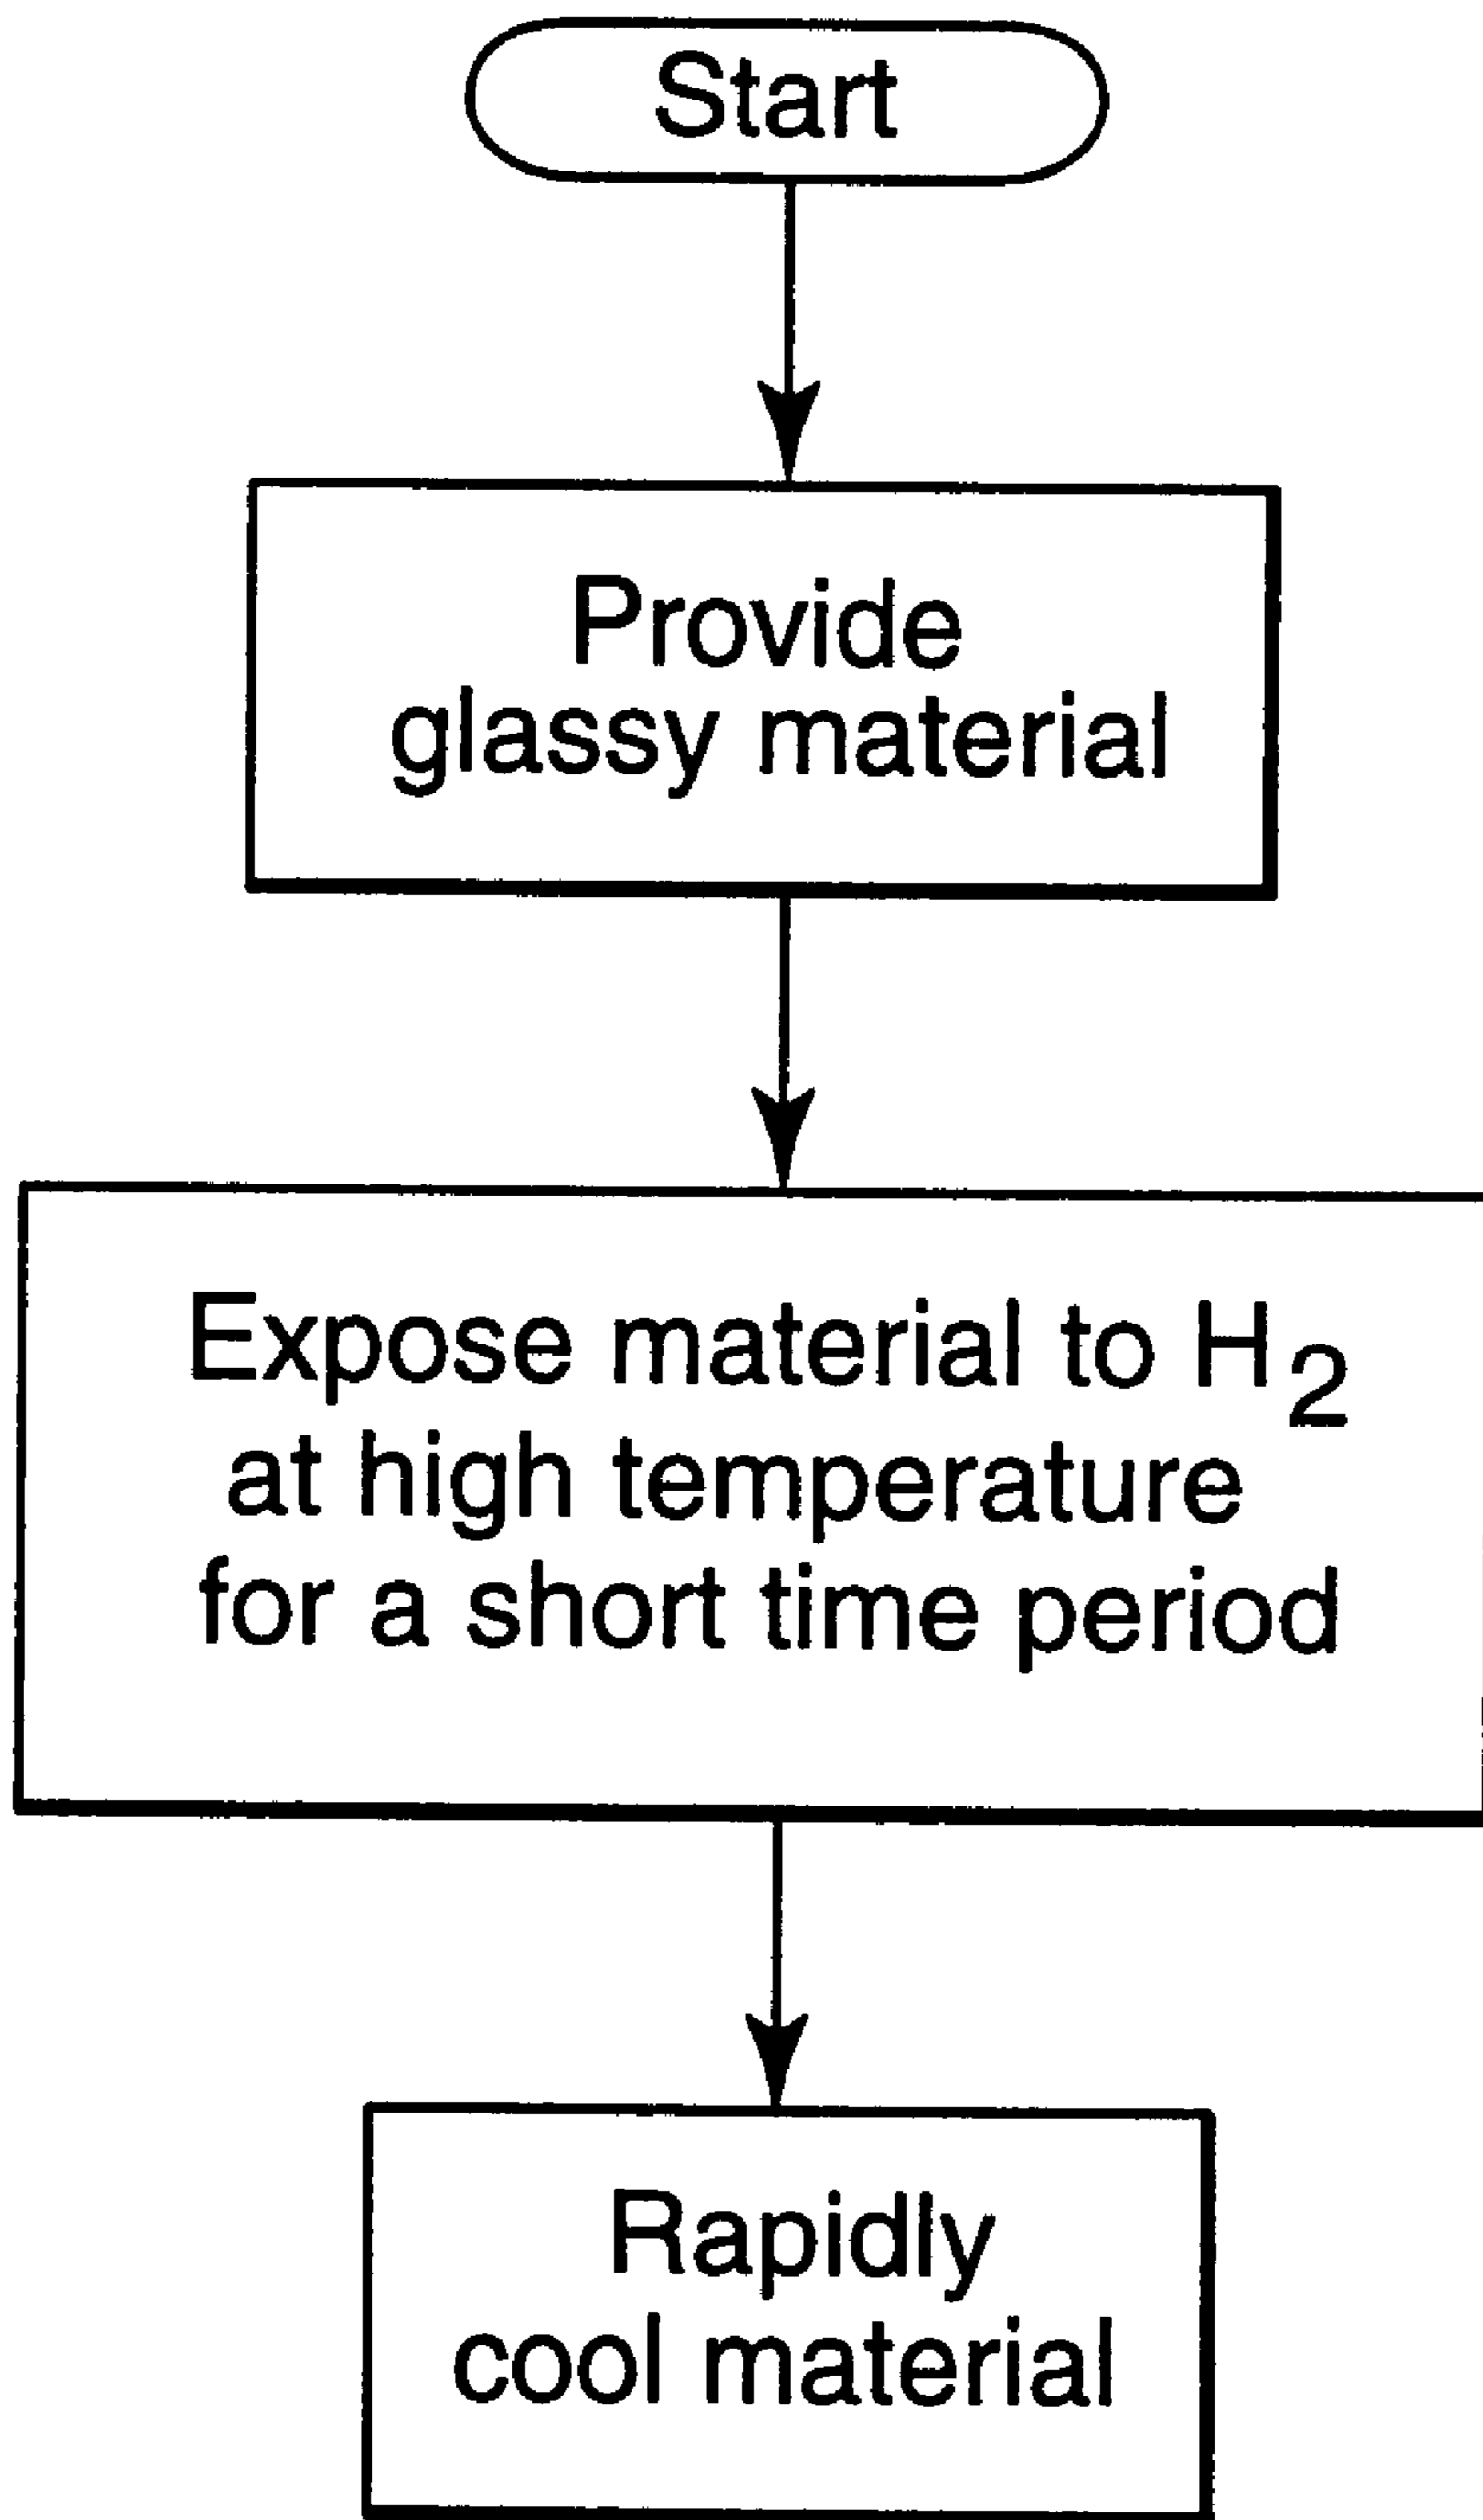 Start
Provide
glassy material
Expose material to H2
at high temperature
for a short time period
Rapidly
cool material